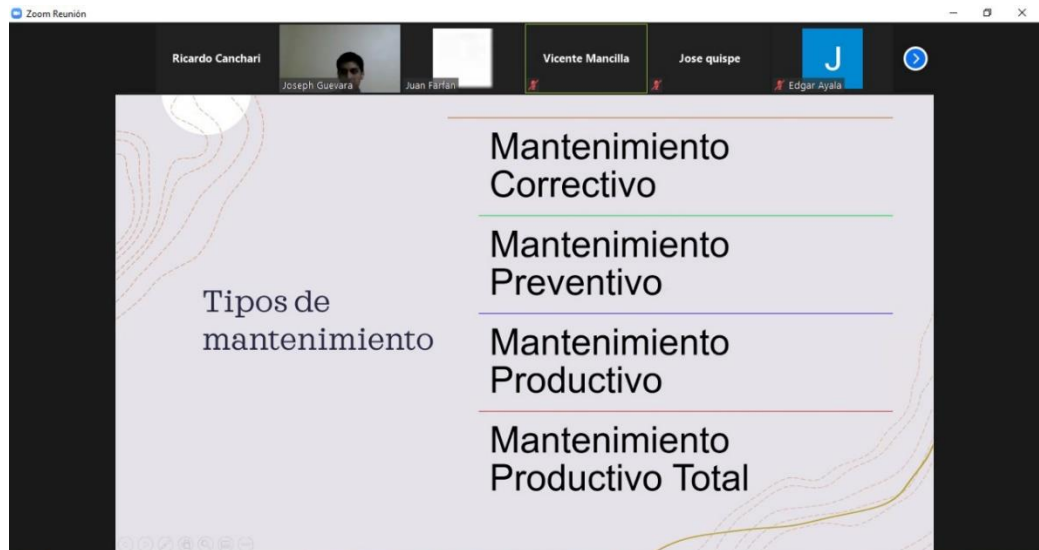 Zoom Reunión
Ricardo Canchari
Joseph Guevara
Juan Farfan
Vicente Mancilla
Jose quispe
J
Edgar Ayala
Tipos de
mantenimiento
Mantenimiento
Correctivo
Mantenimiento
Preventivo
Mantenimiento
Productivo
Mantenimiento
Productivo Total